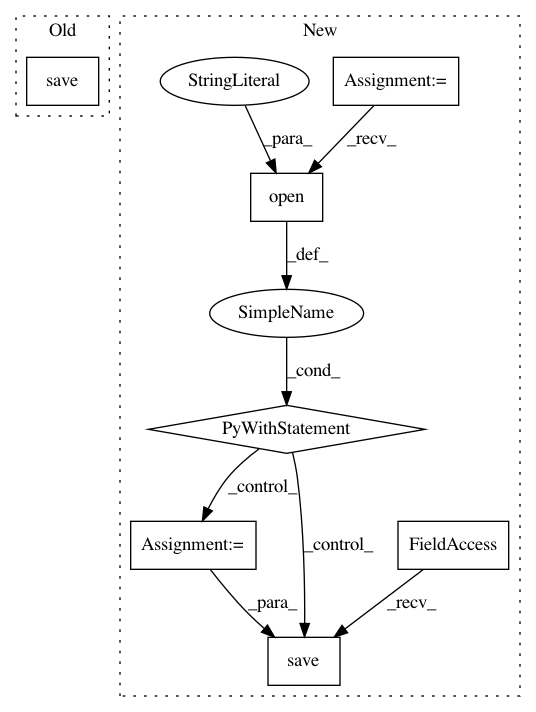 Old
New
save
StringLiteral
Assignment:=
_para_
_recv_
open
_def_
SimpleName
_cond_
PyWithStatement
_control_
Assignment:=
_control_
FieldAccess
_para_
_recv_
save